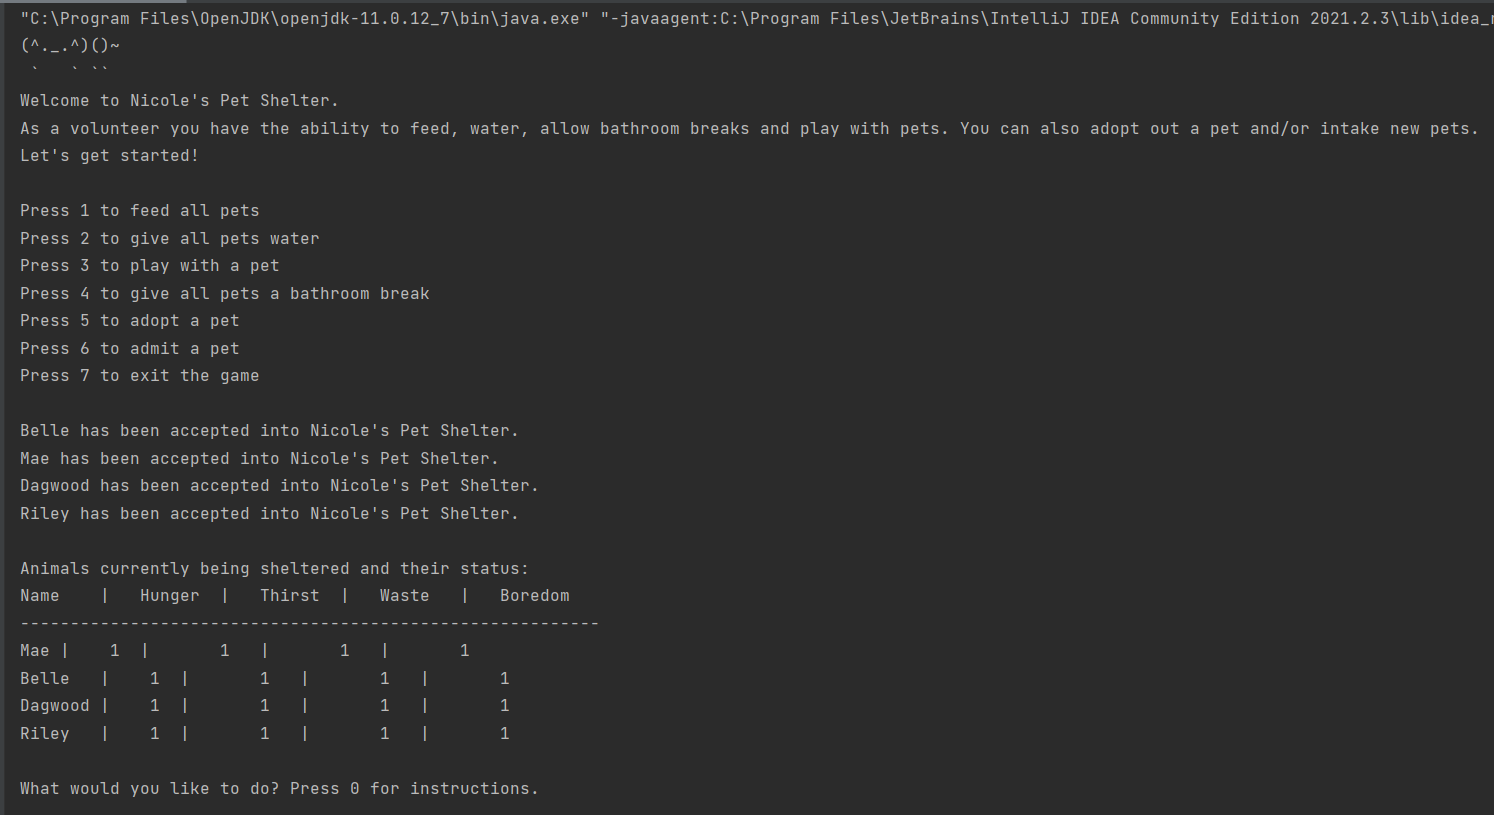 "C:\Program Files\OpenJDK\openjdk-11.0.12_7\bin\java.exe" "-javaagent:C:\Program Files\JetBrains\IntelliJ IDEA Community Edition 2021.2.3\lib\idea_
(^._.^)()~
 `   ` ``
Welcome to Nicole's Pet Shelter.
As a volunteer you have the ability to feed, water, allow bathroom breaks and play with pets. You can also adopt out a pet and/or intake new pets.
Let's get started!

Press 1 to feed all pets
Press 2 to give all pets water
Press 3 to play with a pet
Press 4 to give all pets a bathroom break
Press 5 to adopt a pet
Press 6 to admit a pet
Press 7 to exit the game

Belle has been accepted into Nicole's Pet Shelter.
Mae has been accepted into Nicole's Pet Shelter.
Dagwood has been accepted into Nicole's Pet Shelter.
Riley has been accepted into Nicole's Pet Shelter.

Animals currently being sheltered and their status:
Name    |   Hunger  |   Thirst  |   Waste   |   Boredom
----------------------------------------------------------
Mae |    1  |       1   |       1   |       1
Belle   |    1  |       1   |       1   |       1
Dagwood |    1  |       1   |       1   |       1
Riley   |    1  |       1   |       1   |       1

What would you like to do? Press 0 for instructions.